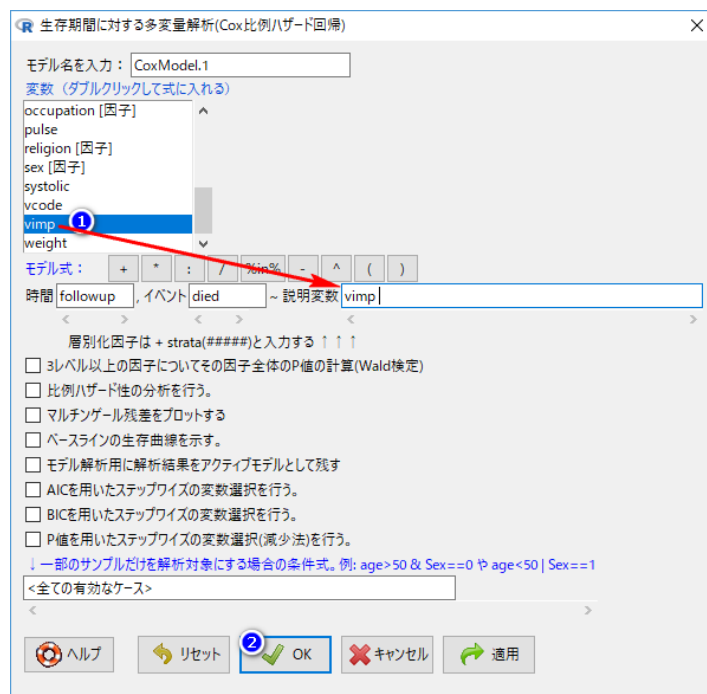 生存期間に対する多変量解析(Cox比例ハザード回帰)
モデル名を入力： CoxModel.1
変数（ダブルクリックして式に入れる）
occupation [因子]
pulse
religion [因子]
sex [因子]
systolic
vcode
vimp 1
weight
モデル式： + * : / %in% - ^ ( )
時間 followup , イベント died ~ 説明変数 vimp
層別化因子は + strata(#####)と入力する ↑ ↑ ↑
3レベル以上の因子についてその因子全体のP値の計算(Wald検定)
比例ハザード性の分析を行う。
マルチンゲール残差をプロットする
ベースラインの生存曲線を示す。
モデル解析用に解析結果をアクティブモデルとして残す
AICを用いたステップワイズの変数選択を行う。
BICを用いたステップワイズの変数選択を行う。
P値を用いたステップワイズの変数選択(減少法)を行う。
↓一部のサンプルだけを解析対象にする場合の条件式。例: age>50 & Sex==0 や age<50 | Sex==1
<全ての有効なケース>
ヘルプ リセット 2 OK キャンセル 適用